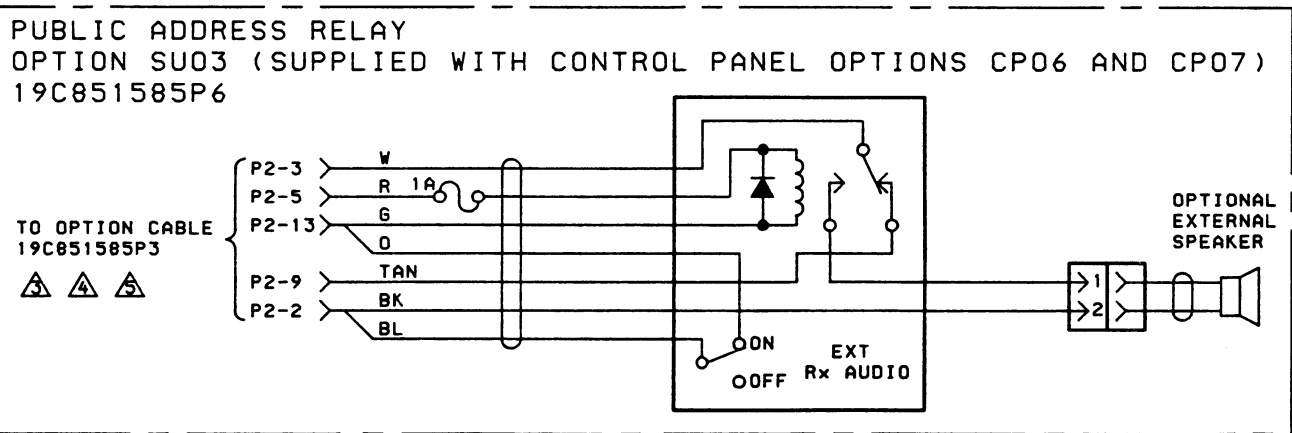 PUBLIC ADDRESS RELAY
OPTION SU03 (SUPPLIED WITH CONTROL PANEL OPTIONS CP06 AND CP07)
19C851585P6
TO OPTION CABLE
19C851585P3
3 4 5
P2-3 W
P2-5 R 1A
P2-13 G
O
P2-9 TAN
P2-2 BK
BL
ON
OFF
EXT
Rx AUDIO
1
2
OPTIONAL
EXTERNAL
SPEAKER